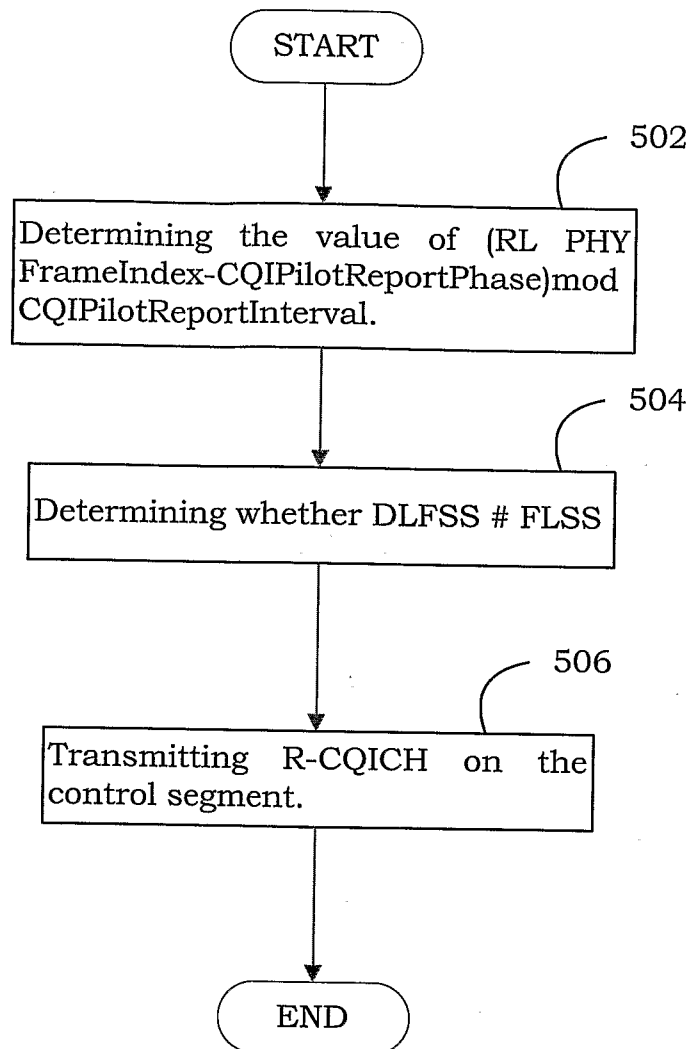 START
502
Determining the value of (RL PHY
FrameIndex-CQIPilotReportPhase)mod
CQIPilotReportInterval.
504
Determining whether DLFSS # FLSS
506
Transmitting R-CQICH on the
control segment.
END